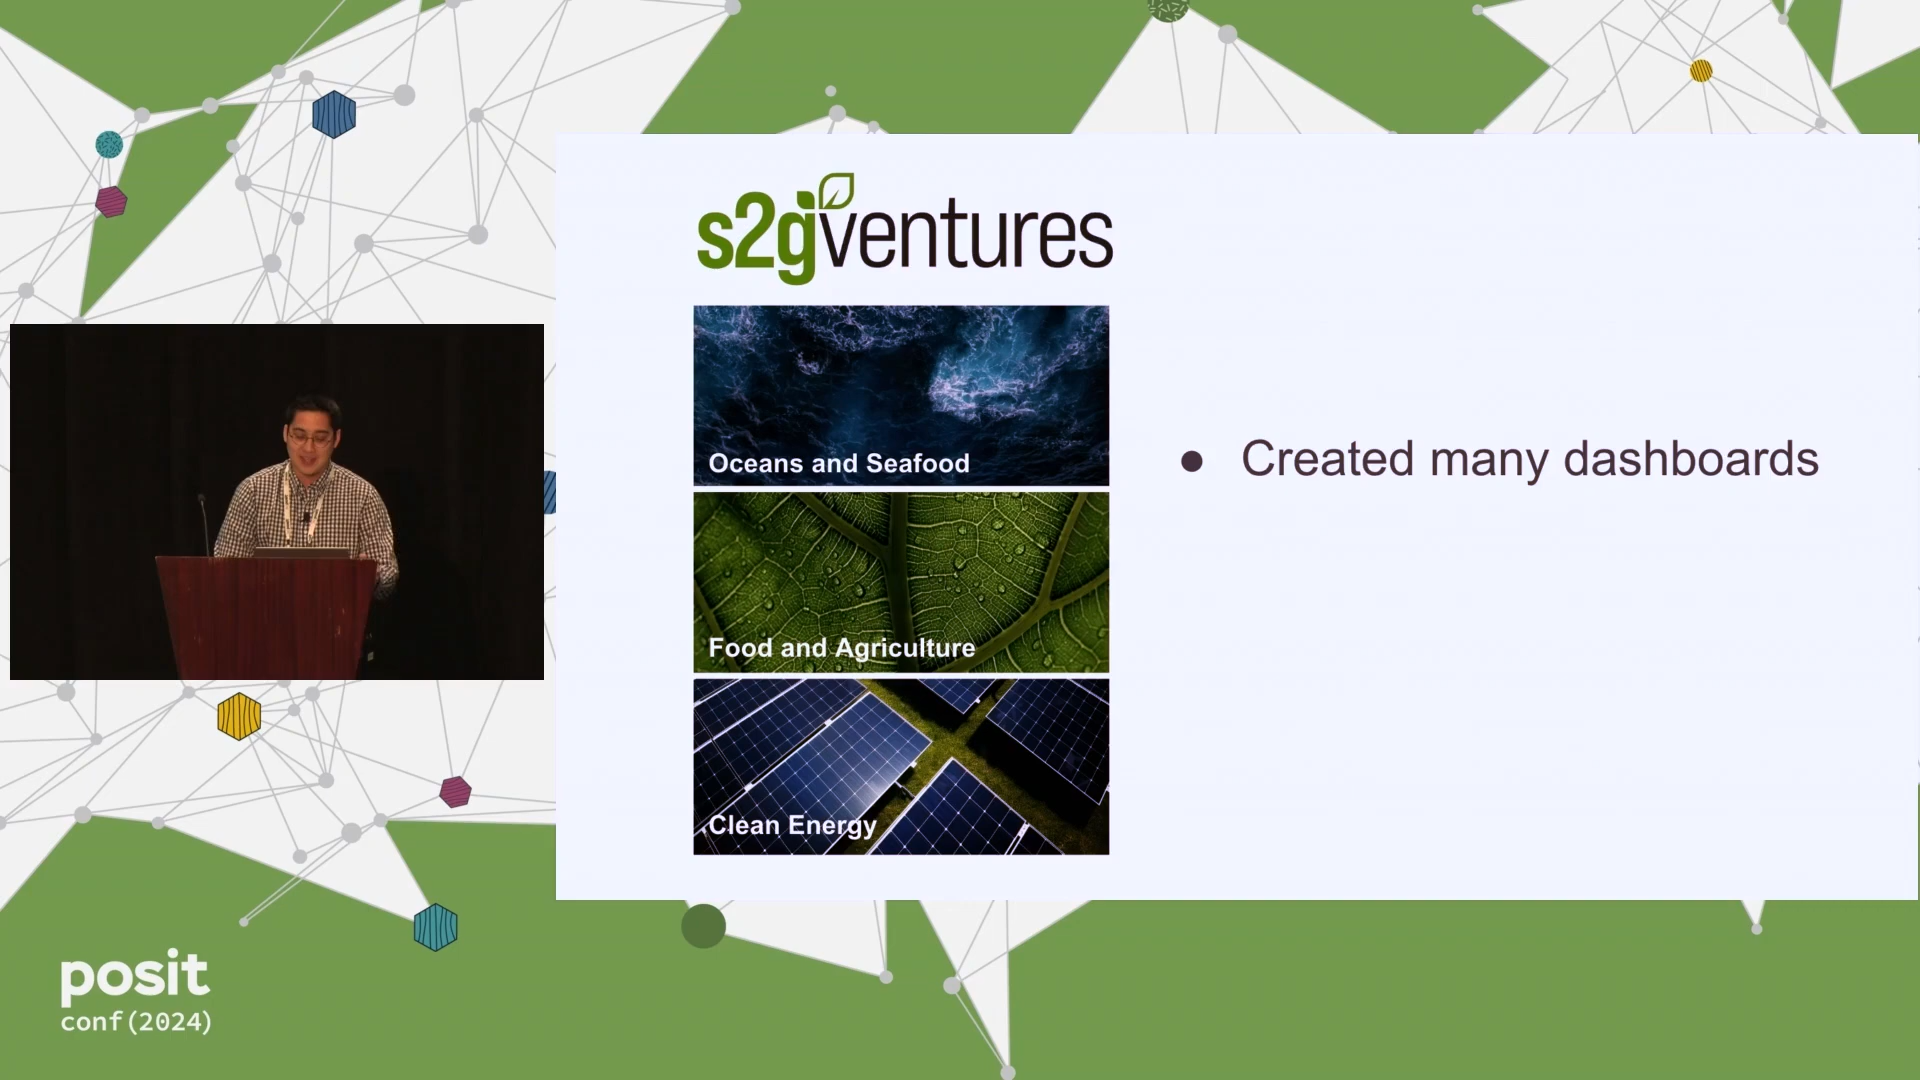 s2gventures
Oceans and Seafood
Food and Agriculture
Clean Energy
● Created many dashboards
posit
conf(2024)